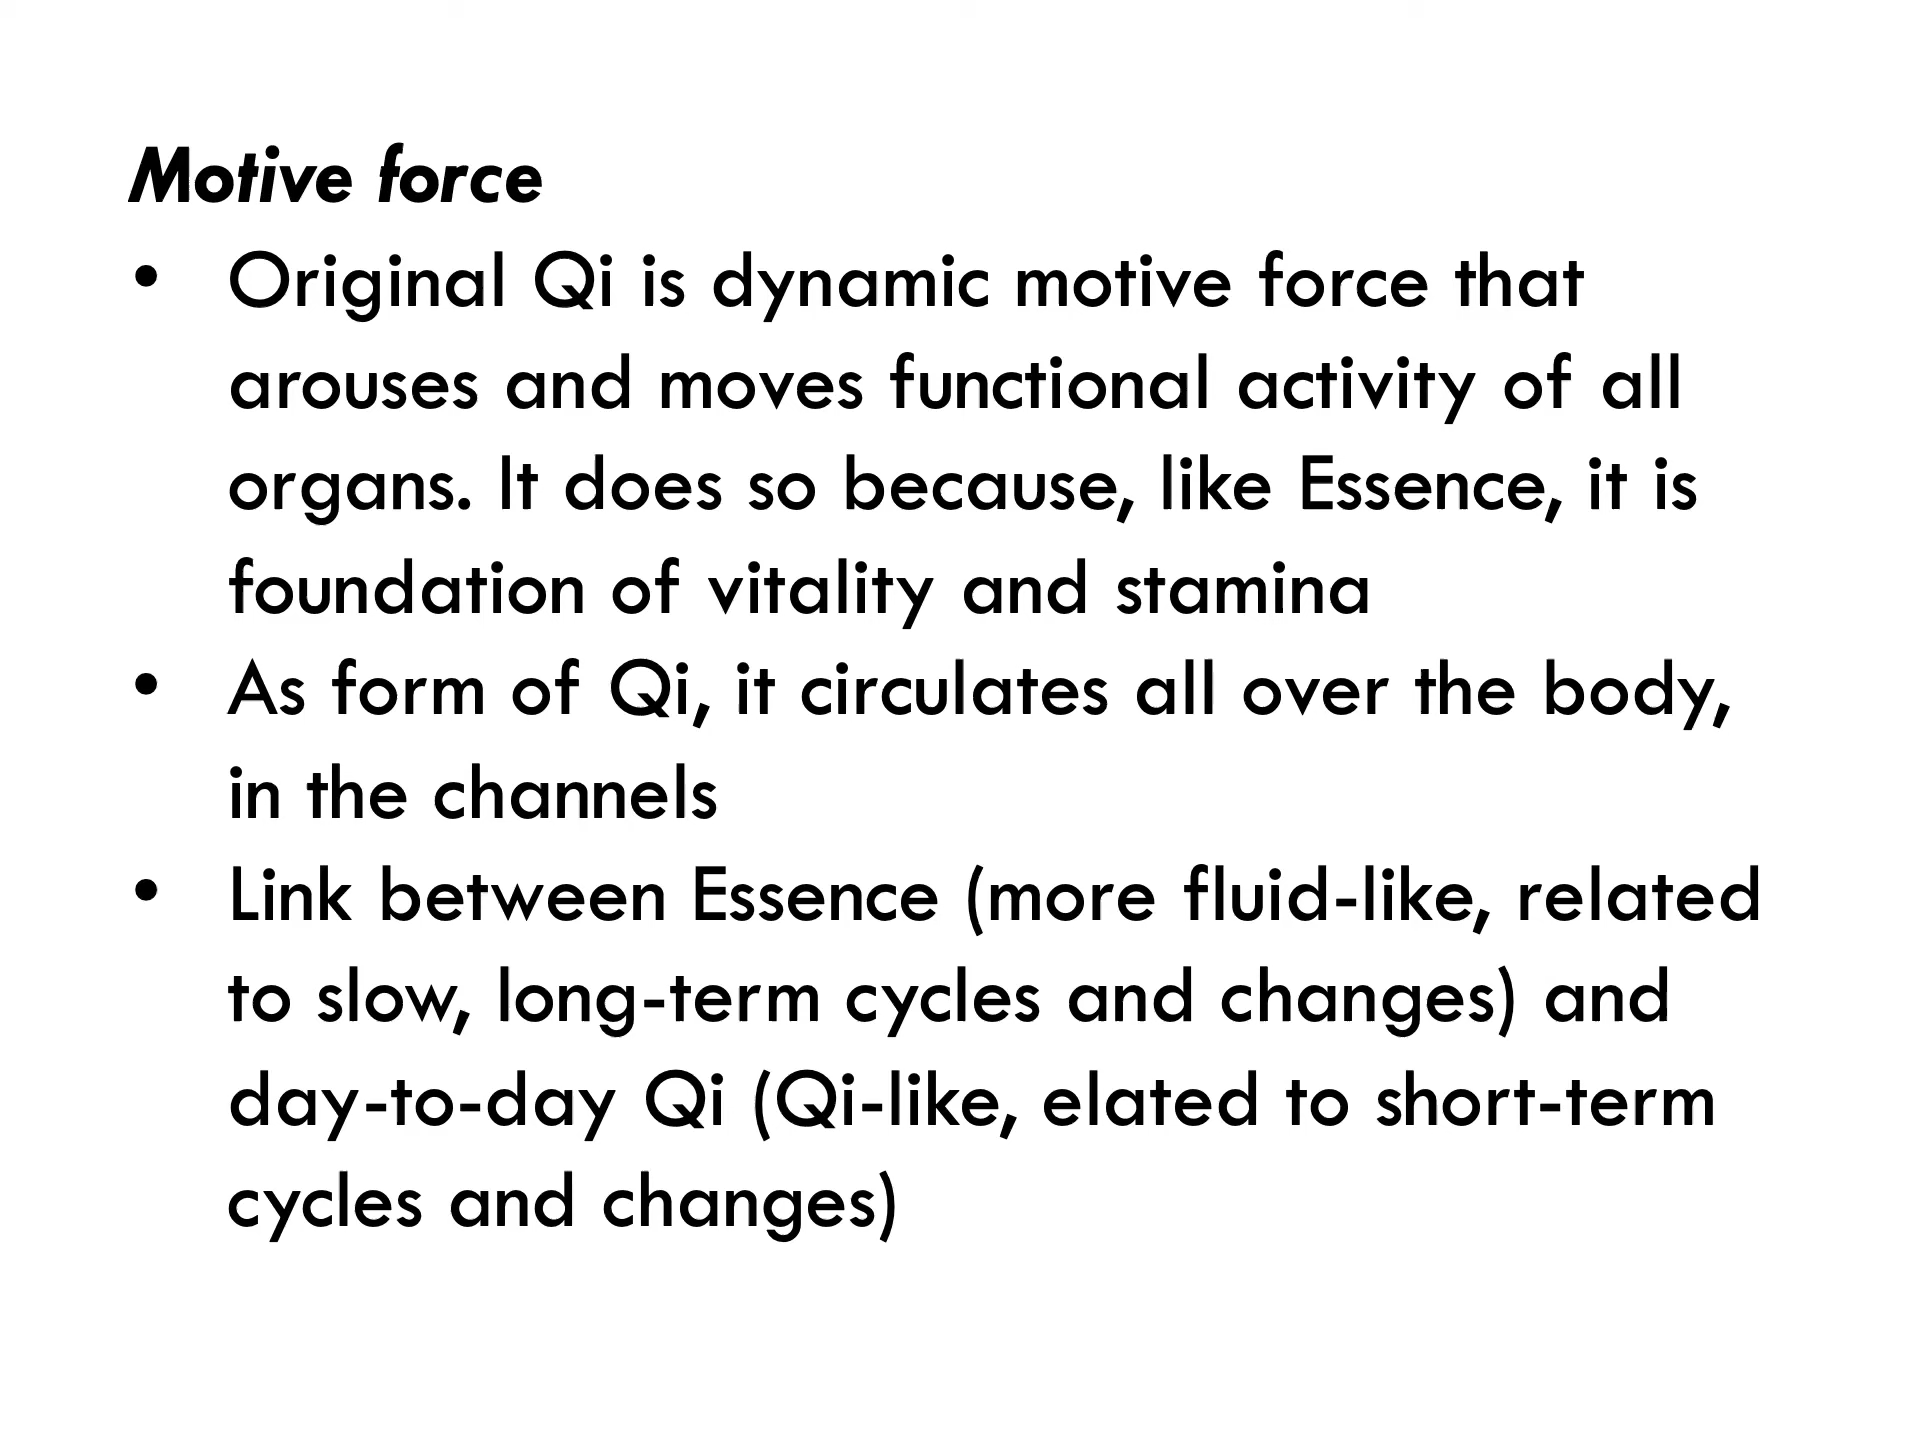 Motive force
• Original Qi is dynamic motive force that
arouses and moves functional activity of all
organs. It does so because, like Essence, it is
foundation of vitality and stamina
• As form of Qi, it circulates all over the body,
in the channels
• Link between Essence (more fluid-like, related
to slow, long-term cycles and changes) and
day-to-day Qi (Qi-like, elated to short-term
cycles and changes)